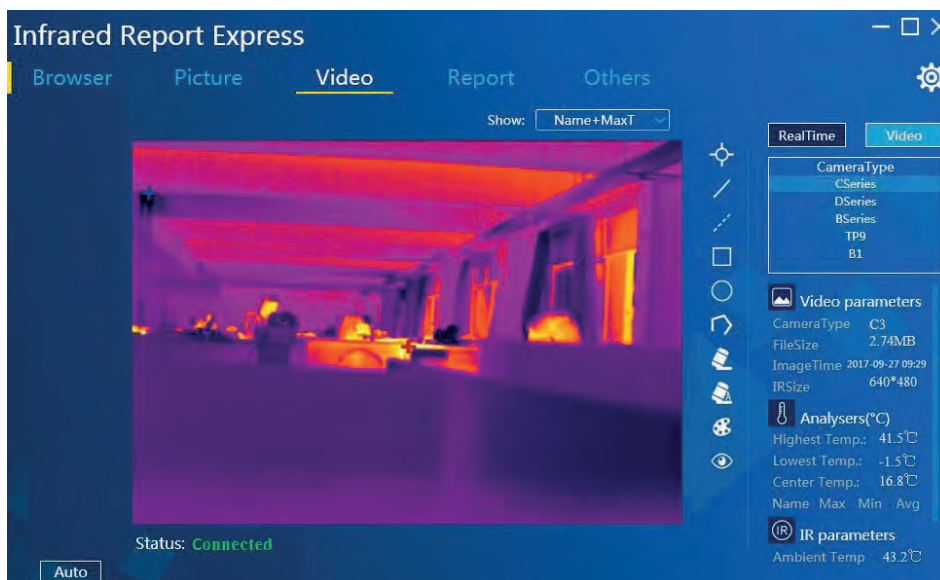 Infrared Report Express
Browser Picture Video Report Others
Show: Name+MaxT
RealTime Video
CameraType
CSeries
DSeries
BSeries
TP9
B1
Video parameters
CameraType C3
FileSize 2.74MB
ImageTime 2017-09-27 09:29
IRSize 640*480
Analysers(°C)
Highest Temp.: 41.5℃
Lowest Temp.: -1.5℃
Center Temp.: 16.8℃
Name Max Min Avg
IR IR parameters
Ambient Temp 43.2℃
Status: Connected
Auto